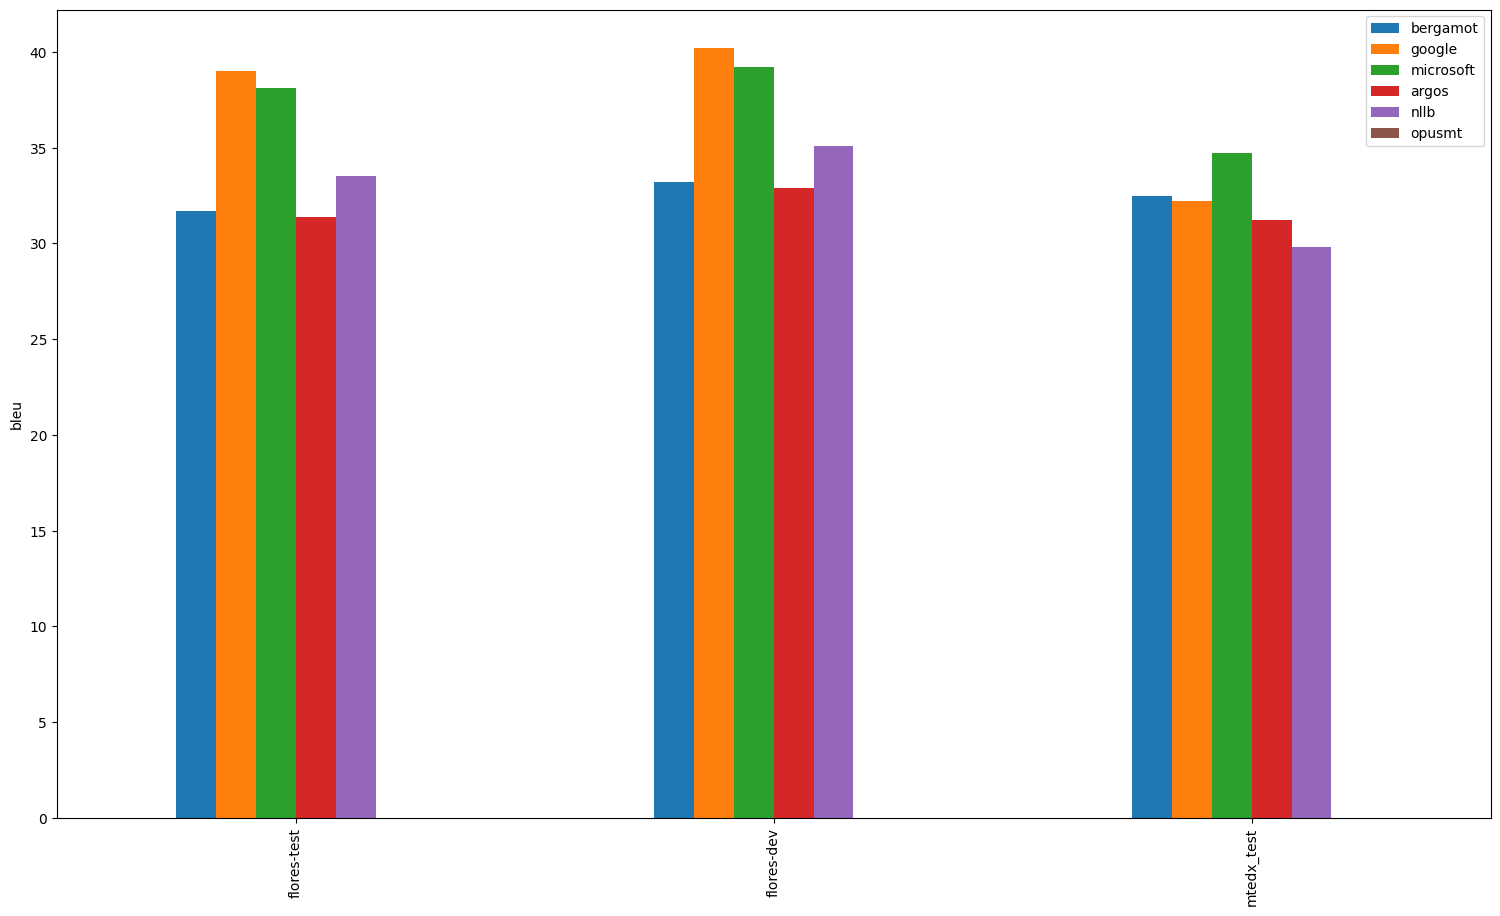 bleu
40
35
30
25
20
15
10
5
0
flores-test
flores-dev
mtedx_test
bergamot
google
microsoft
argos
nllb
opusmt